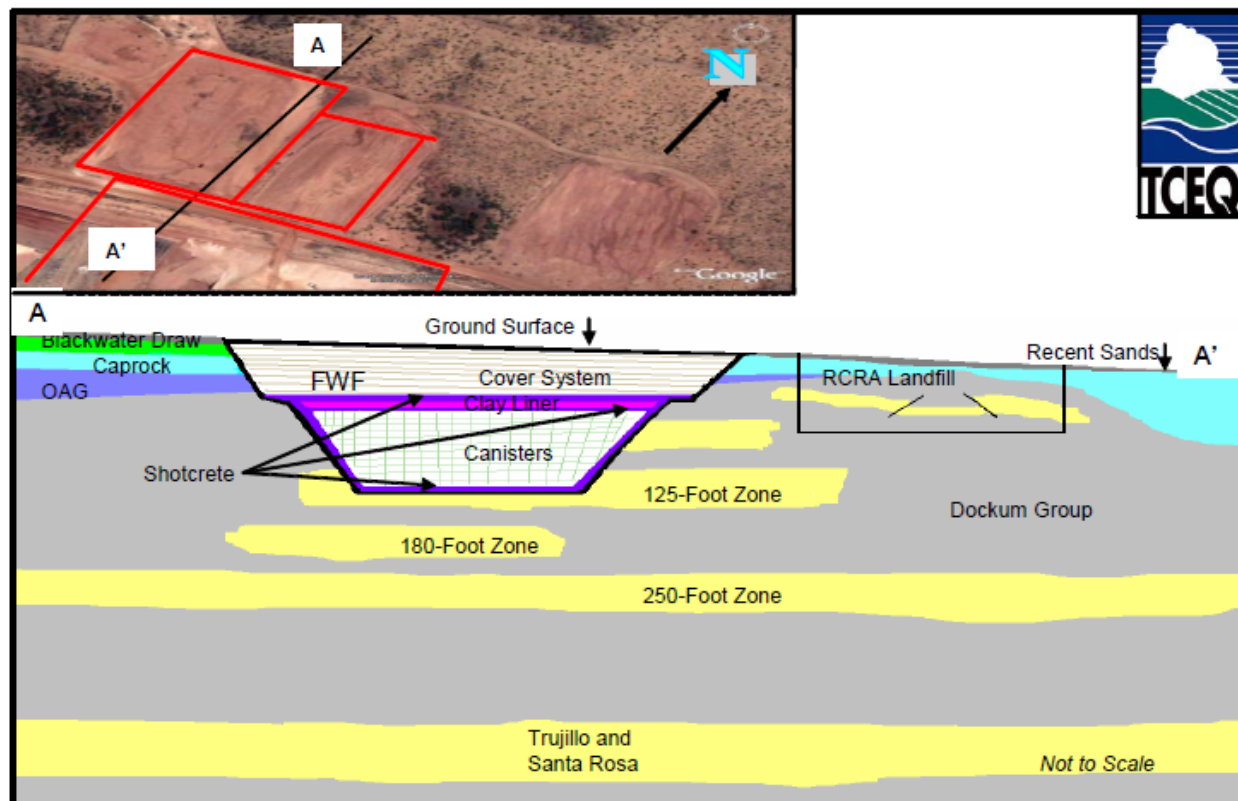 A
N
A'
Google
TCEQ
A
Ground Surface
Blackwater Draw
Caprock
OAG
FWF
Cover System
Clay Liner
Canisters
Shotcrete
RCRA Landfill
Recent Sands
A'
125-Foot Zone
Dockum Group
180-Foot Zone
250-Foot Zone
Trujillo and
Santa Rosa
Not to Scale